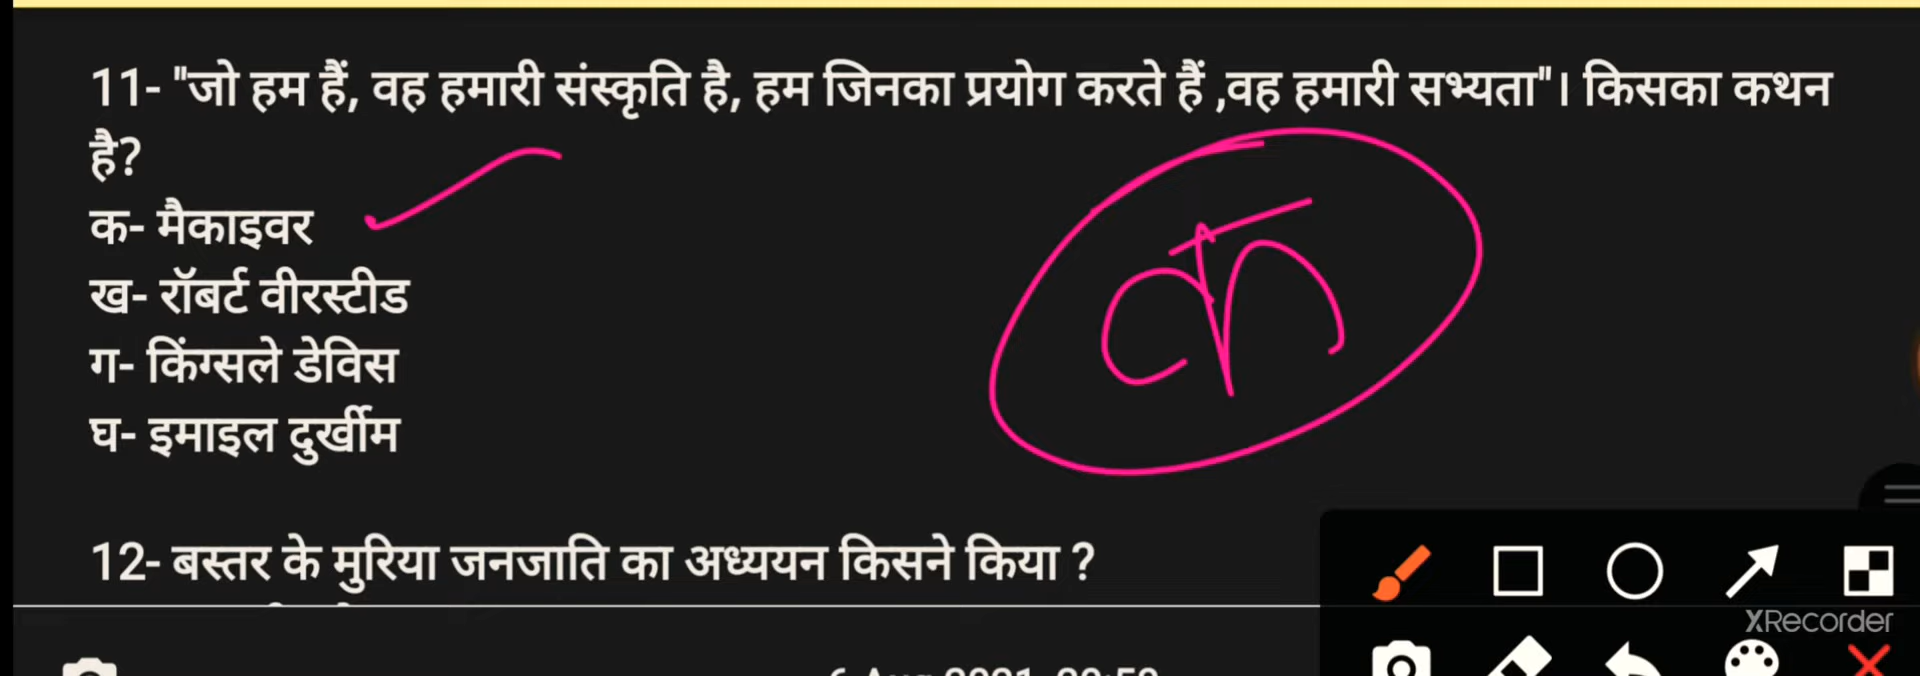 11- "जो हम हैं, वह हमारी संस्कृति है, हम जिनका प्रयोग करते हैं ,वह हमारी सभ्यता"। किसका कथन
है?
क- मैकाइवर
ख- रॉबर्ट वीरस्टीड
ग- किंग्सले डेविस
घ- इमाइल दुर्खीम
क
12- बस्तर के मुरिया जनजाति का अध्ययन किसने किया ?
XRecorder